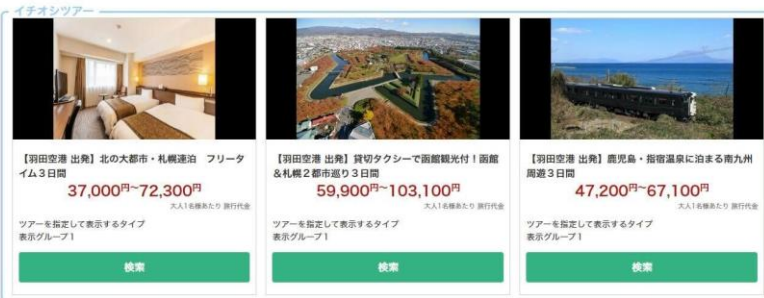 イチオシツアー
【羽田空港 出発】北の大都市・札幌連泊　フリータ
イム３日間
37,000円~72,300円
大人1名様あたり 旅行代金
ツアーを指定して表示するタイプ
表示グループ１
検索
【羽田空港 出発】貸切タクシーで函館観光付！函館
＆札幌２都市巡り３日間
59,900円~103,100円
大人1名様あたり 旅行代金
ツアーを指定して表示するタイプ
表示グループ１
検索
【羽田空港 出発】鹿児島・指宿温泉に泊まる南九州
周遊３日間
47,200円~67,100円
大人1名様あたり 旅行代金
ツアーを指定して表示するタイプ
表示グループ１
検索